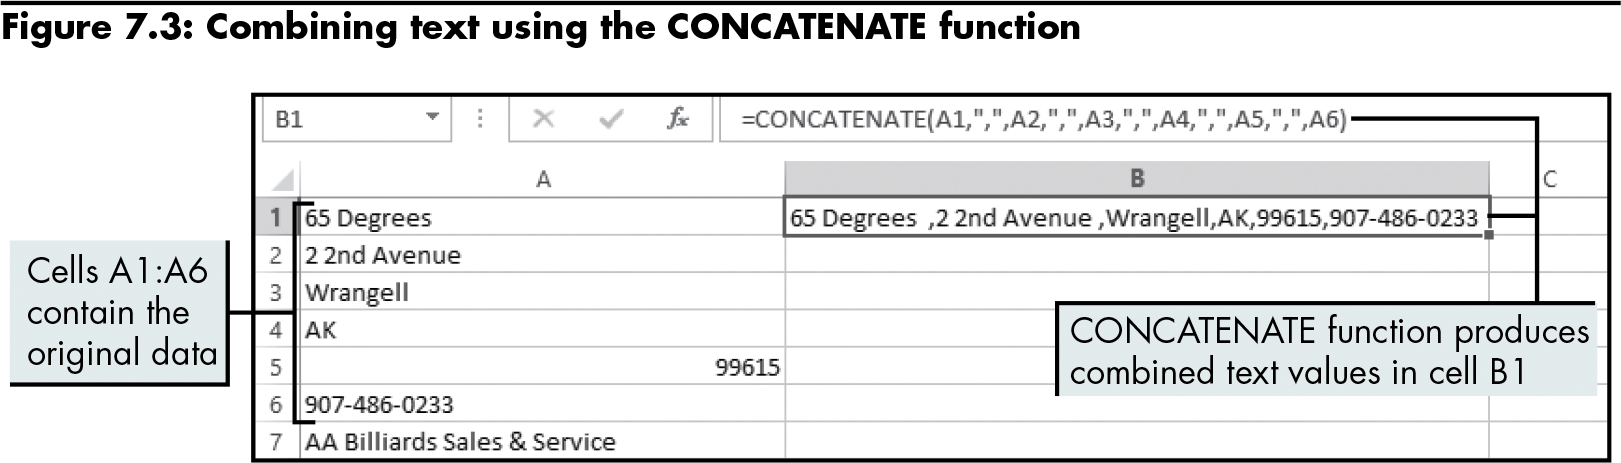 Figure 7.3: Combining text using the CONCATENATE function
B1 fx =CONCATENATE(A1,",",A2,",",A3,",",A4,",",A5,",",A6)
A B C
1 65 Degrees 65 Degrees ,2 2nd Avenue ,Wrangell,AK,99615,907-486-0233
2 2 2nd Avenue
3 Wrangell
4 AK
5 99615
6 907-486-0233
7 AA Billiards Sales & Service
Cells A1:A6
contain the
original data
CONCATENATE function produces
combined text values in cell B1